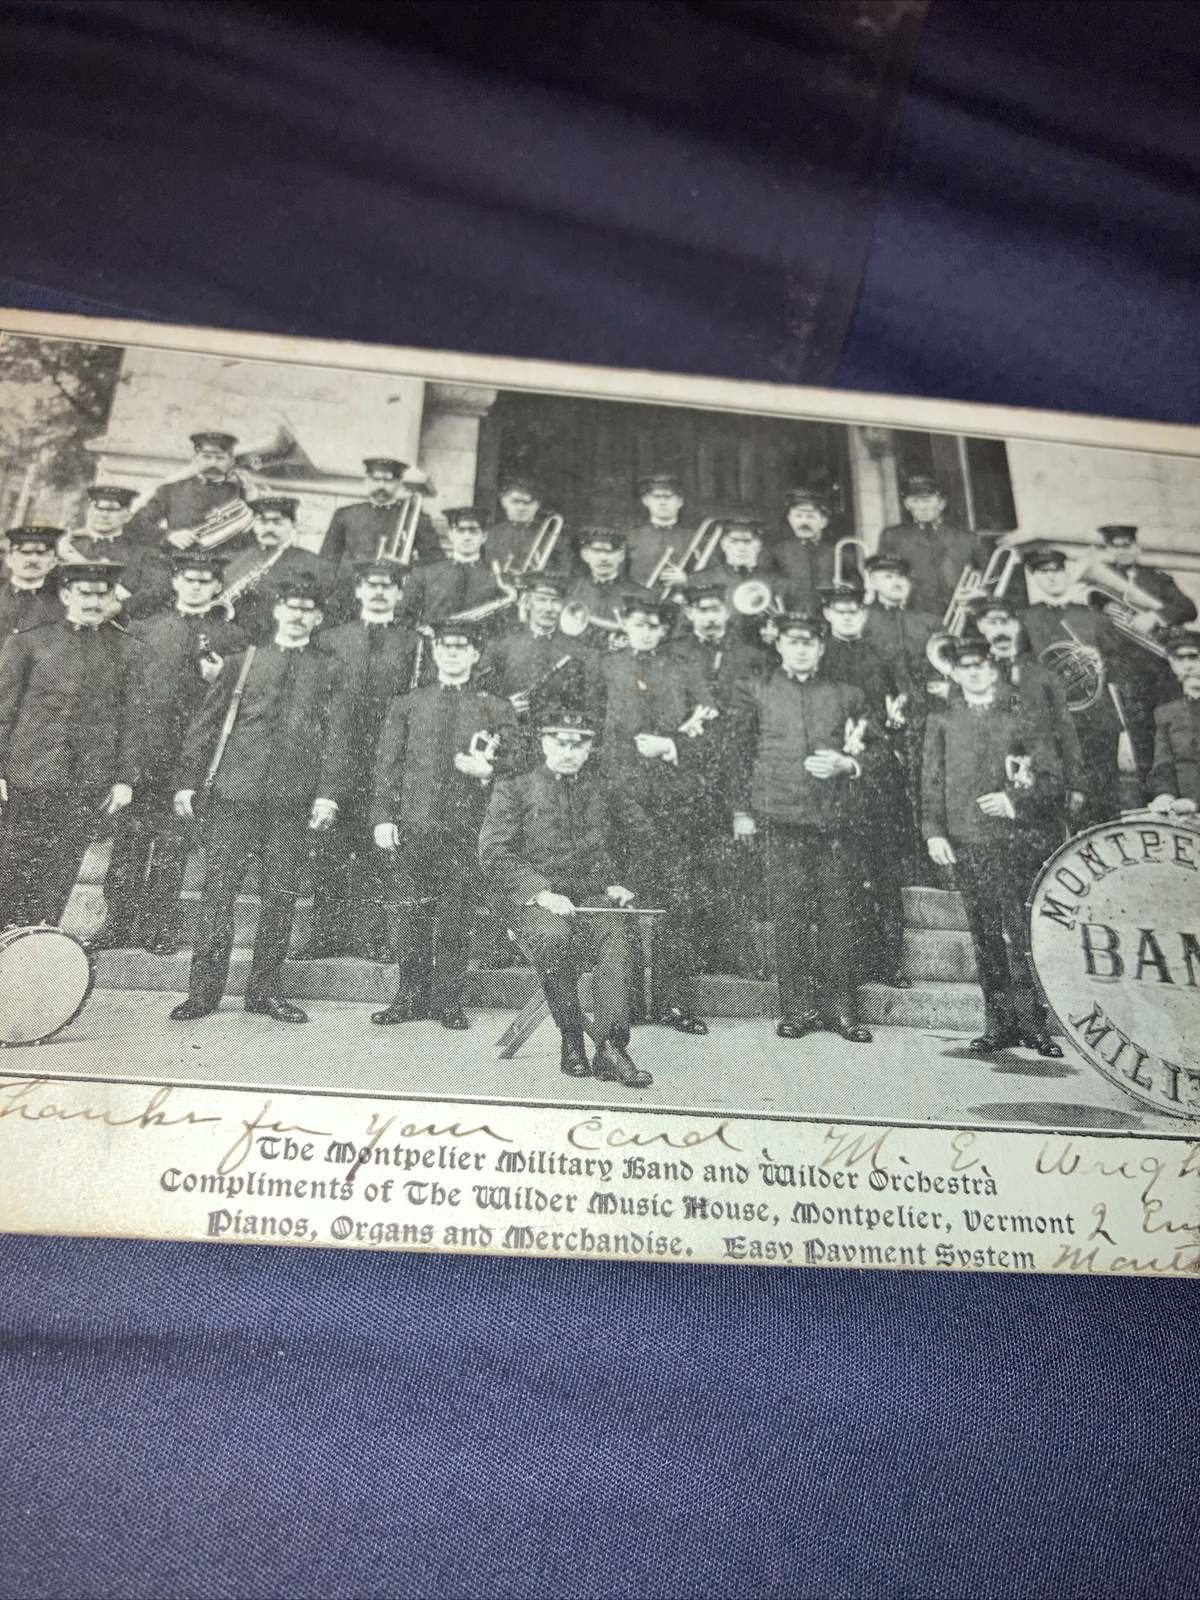 MONTPE
BAN
MILIT
Thanks for your card M. E. Wrigh
The Montpelier Military Band and Wilder Orchestra
Compliments of The Wilder Music House, Montpelier, Vermont 2
Pianos, Organs and Merchandise. Easy Payment System